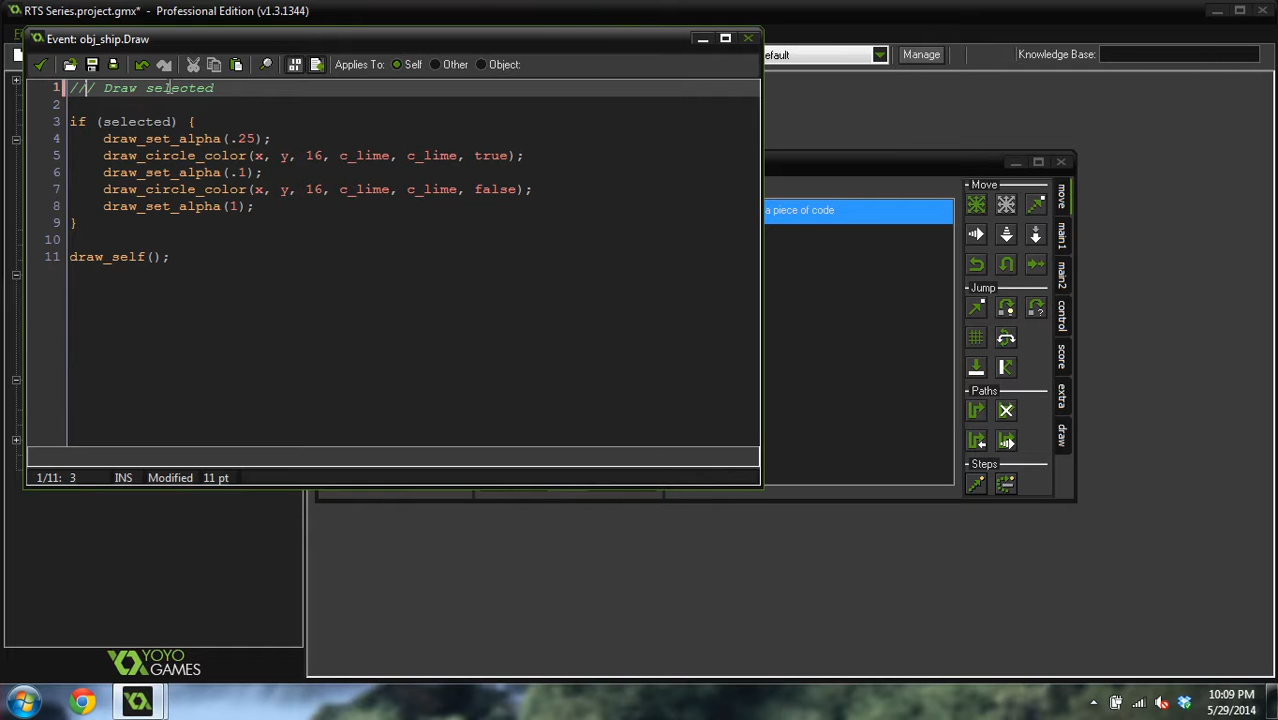 RTS Series.project.gmx* - Professional Edition (v1.3.1344)
Event: obj_ship.Draw
Applies To: Self Other Object:
efault Manage Knowledge Base:
1 /// Draw selected
2
3 if (selected) {
4 draw_set_alpha(.25);
5 draw_circle_color(x, y, 16, c_lime, c_lime, true);
6 draw_set_alpha(.1);
7 draw_circle_color(x, y, 16, c_lime, c_lime, false);
8 draw_set_alpha(1);
9 }
10
11 draw_self();
1/11: 3 INS Modified 11 pt
a piece of code
Move
Jump
Paths
Steps
move
main1
main2
control
score
extra
draw
YOYO
GAMES
10:09 PM
5/29/2014